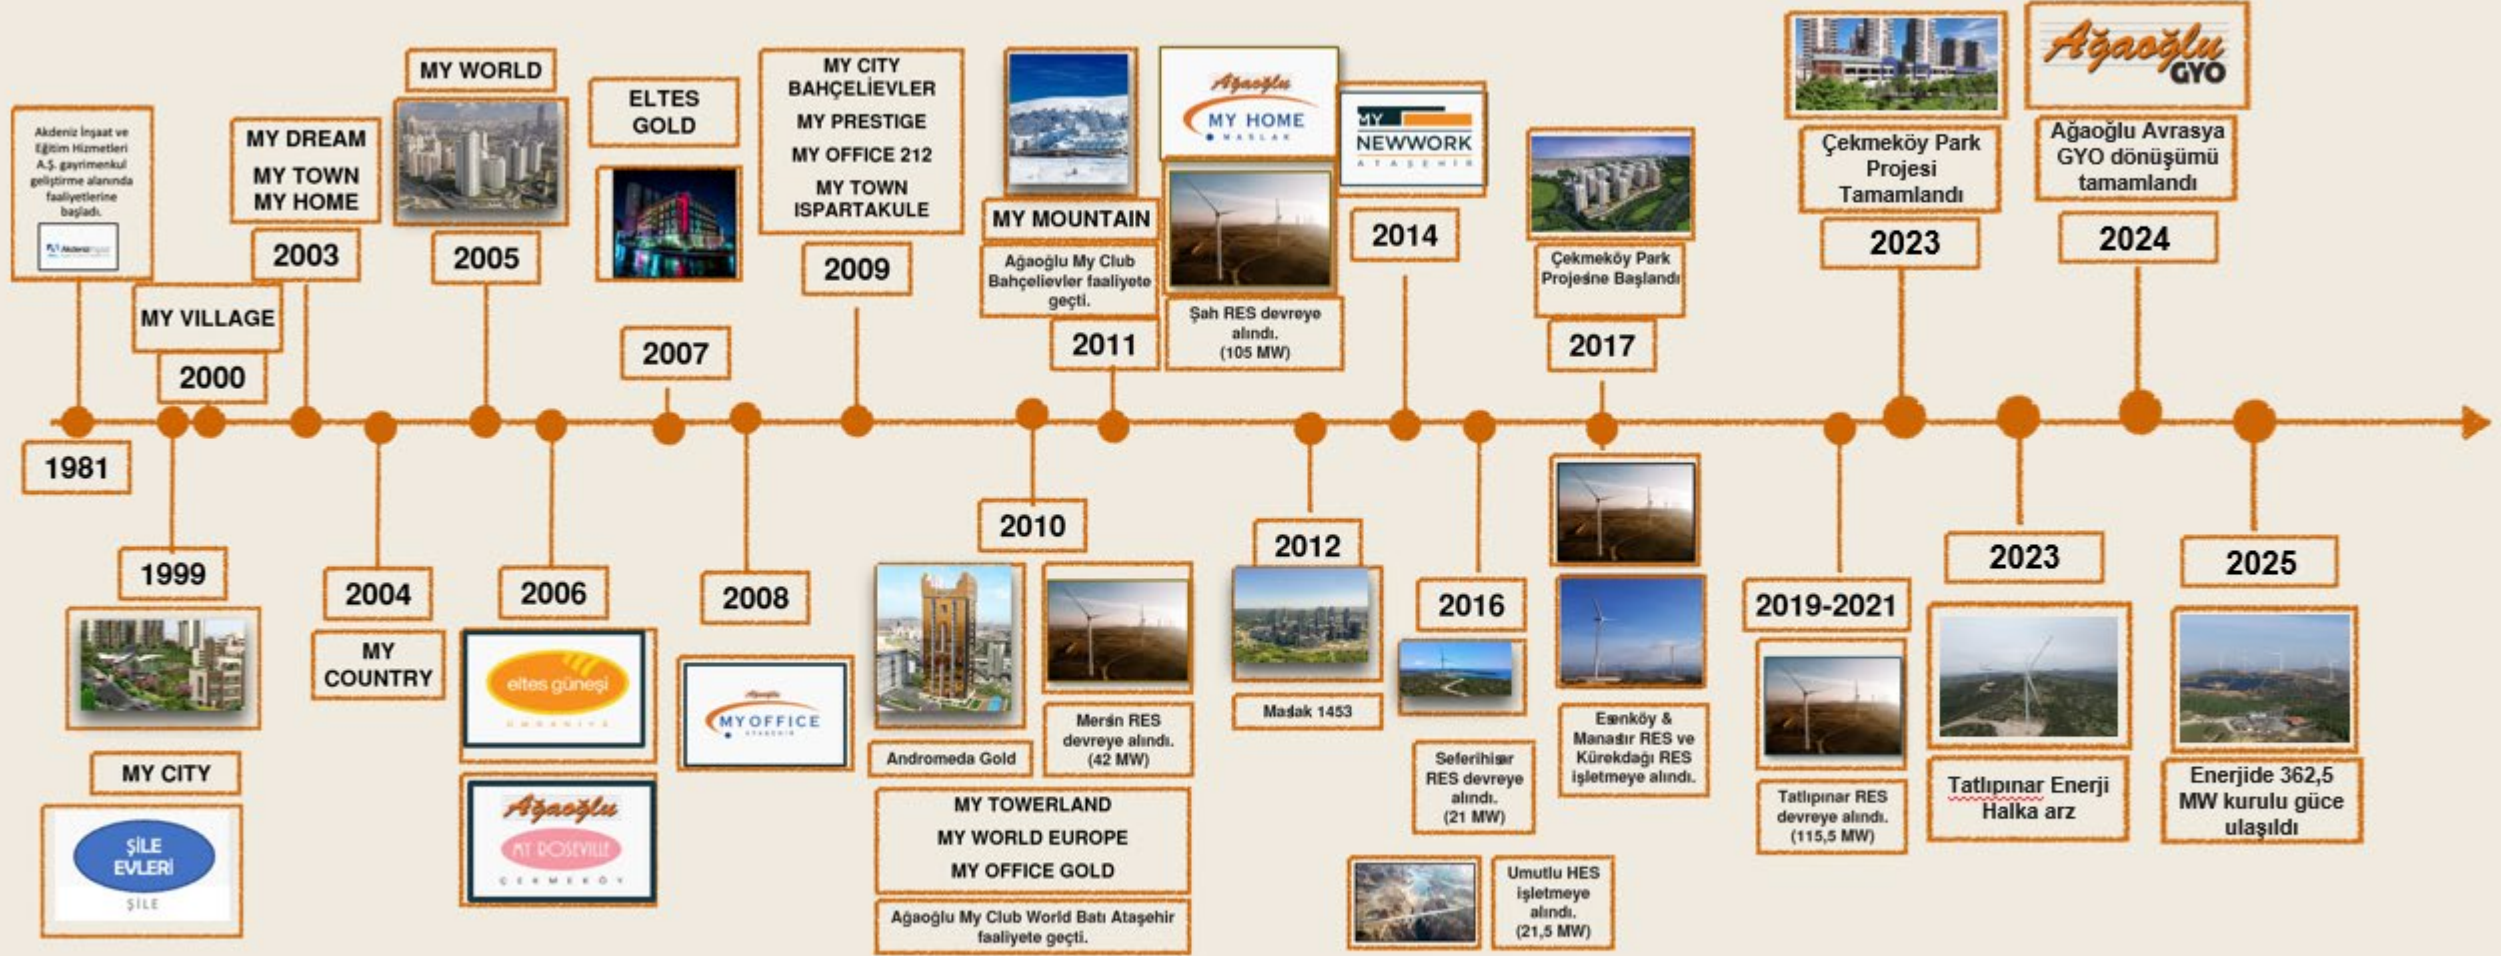 Akdeniz İnşaat ve
Eğitim Hizmetleri
A.Ş. gayrimenkul
geliştirme alanında
faaliyetlerine
başladı.
Akdeniz İnşaat
1981
1999
MY CITY
ŞİLE
EVLERİ
ŞİLE
MY VILLAGE
2000
MY DREAM
MY TOWN
MY HOME
2003
2004
MY
COUNTRY
MY WORLD
2005
2006
eltes güneşi
ÜMRANİYE
Ağaoğlu
MY ROSEVILLE
ÇEKMEKÖY
ELTES
GOLD
2007
2008
Ağaoğlu
MYOFFICE
ATAŞEHİR
MY CITY
BAHÇELİEVLER
MY PRESTIGE
MY OFFICE 212
MY TOWN
ISPARTAKULE
2009
2010
Andromeda Gold
Mersin RES
devreye alındı.
(42 MW)
MY TOWERLAND
MY WORLD EUROPE
MY OFFICE GOLD
Ağaoğlu My Club World Batı Ataşehir
faaliyete geçti.
MY MOUNTAIN
Ağaoğlu My Club
Bahçelievler faaliyete
geçti.
2011
Ağaoğlu
MY HOME
MASLAK
Şah RES devreye
alındı.
(105 MW)
2012
Maslak 1453
MY
NEWWORK
ATAŞEHİR
2014
2016
Seferihisar
RES devreye
alındı.
(21 MW)
Umutlu HES
işletmeye
alındı.
(21,5 MW)
Çekmeköy Park
Projesine Başlandı
2017
Esenköy &
Manastır RES ve
Kürekdağı RES
işletmeye alındı.
2019-2021
Tatlıpınar RES
devreye alındı.
(115,5 MW)
Çekmeköy Park
Projesi
Tamamlandı
2023
2023
Tatlıpınar Enerji
Halka arz
Ağaoğlu
GYO
Ağaoğlu Avrasya
GYO dönüşümü
tamamlandı
2024
2025
Enerjide 362,5
MW kurulu güce
ulaşıldı